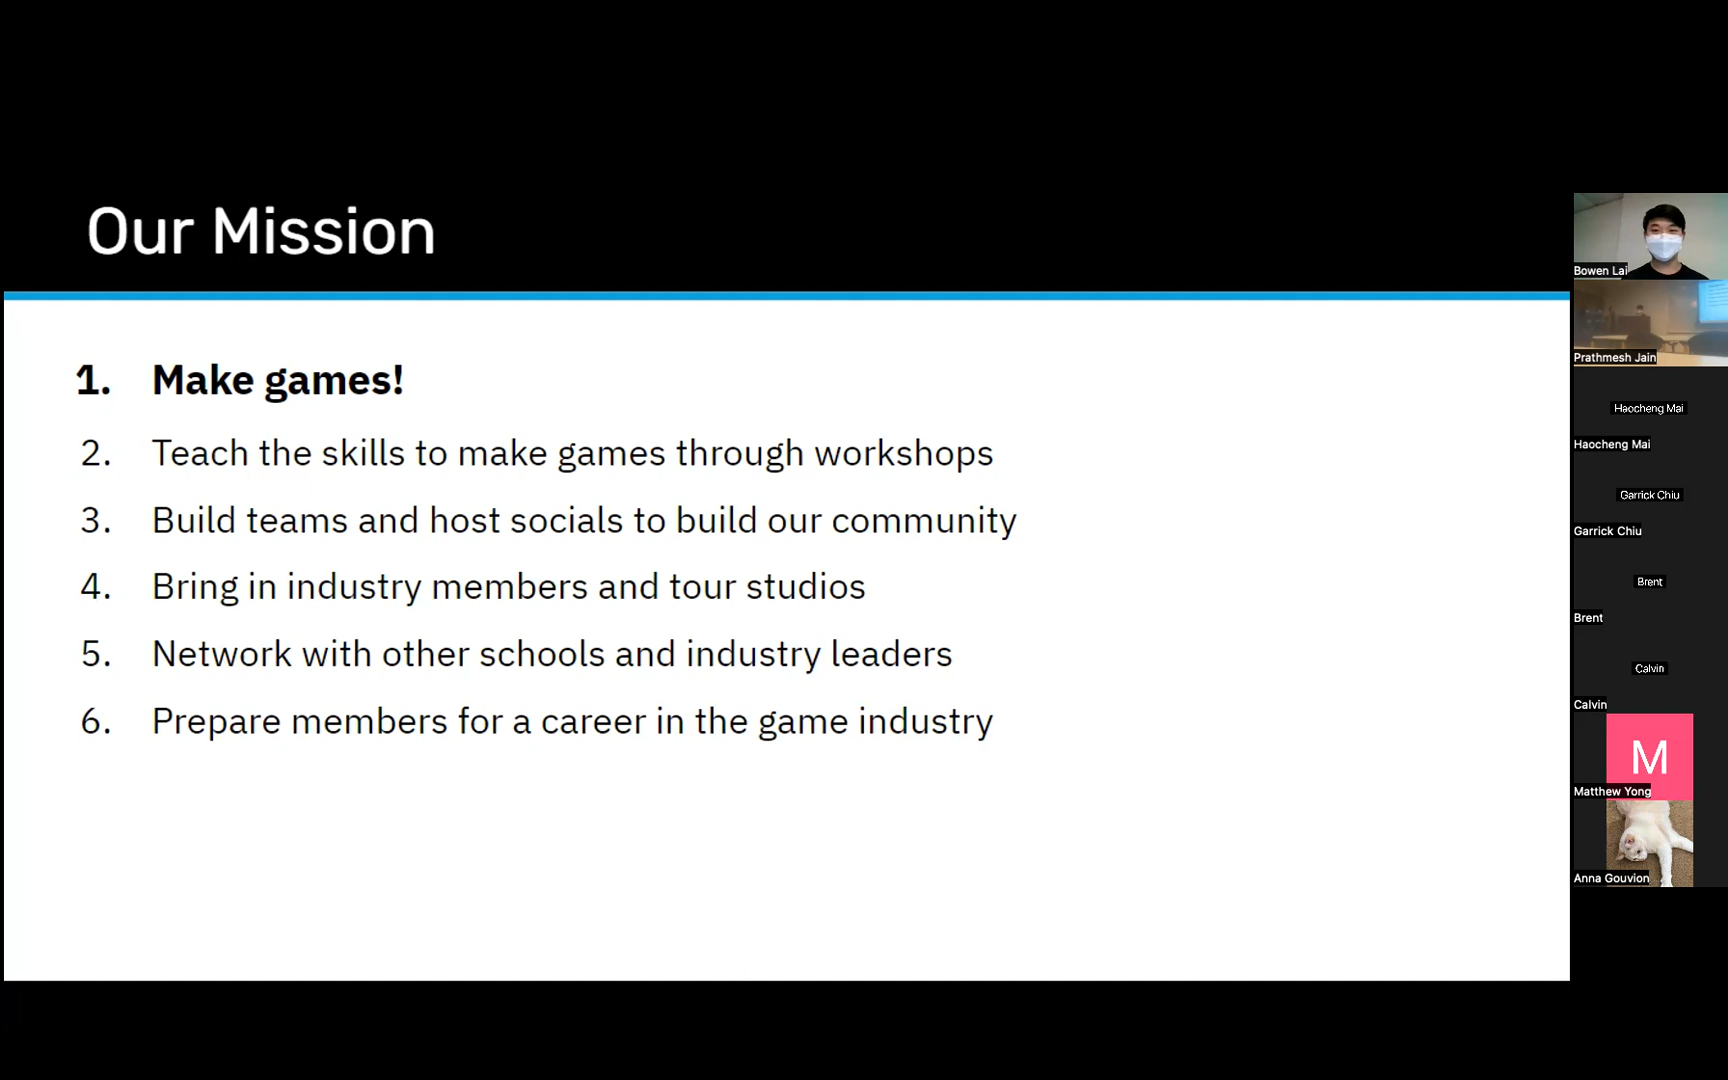 Our Mission
1. Make games!
2. Teach the skills to make games through workshops
3. Build teams and host socials to build our community
4. Bring in industry members and tour studios
5. Network with other schools and industry leaders
6. Prepare members for a career in the game industry
Bowen Lai
Prathmesh Jain
Haocheng Mai
Haocheng Mai
Garrick Chiu
Garrick Chiu
Brent
Brent
Calvin
Calvin
M
Matthew Yong
Anna Gouvion